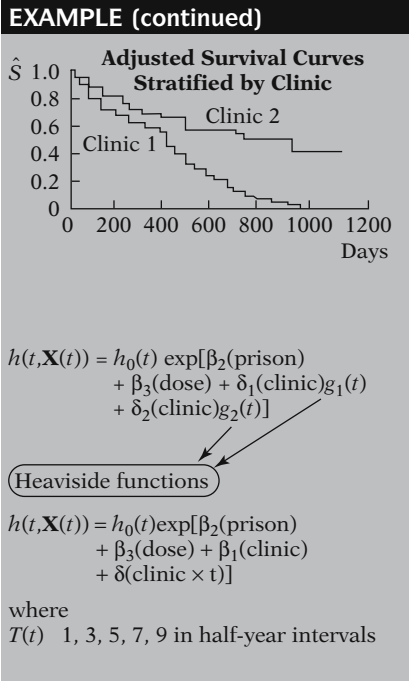 EXAMPLE (continued)
Adjusted Survival Curves
Stratified by Clinic
Ŝ
1.0
0.8
0.6
0.4
0.2
0
Clinic 2
Clinic 1
0 200 400 600 800 1000 1200
Days
h(t,X(t)) = h₀(t) exp[β₂(prison)
+ β₃(dose) + δ₁(clinic)g₁(t)
+ δ₂(clinic)g₂(t)]
Heaviside functions
h(t,X(t)) = h₀(t)exp[β₂(prison)
+ β₃(dose) + β₁(clinic)
+ δ(clinic × t)]
where
T(t) 1, 3, 5, 7, 9 in half-year intervals